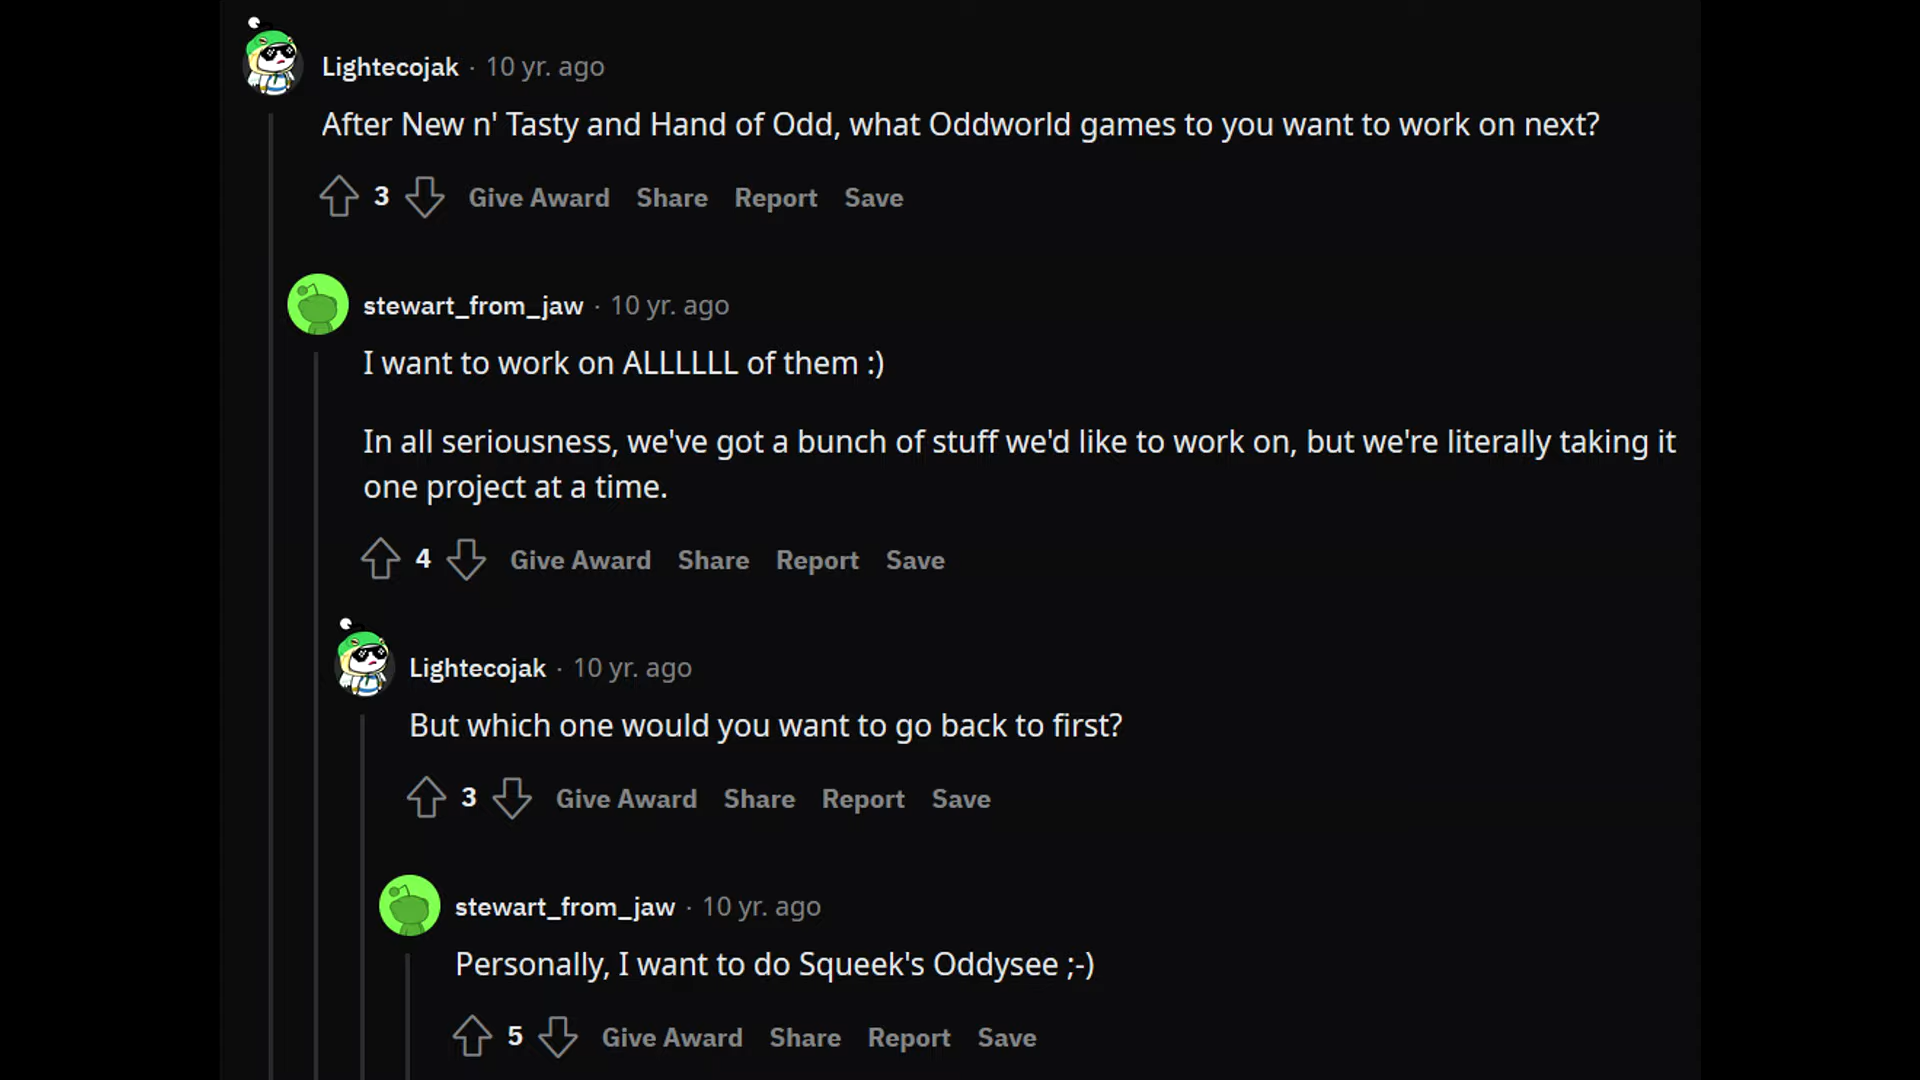 Lightecojak · 10 yr. ago
After New n' Tasty and Hand of Odd, what Oddworld games to you want to work on next?
3 Give Award Share Report Save
stewart_from_jaw · 10 yr. ago
I want to work on ALLLLLL of them :)
In all seriousness, we've got a bunch of stuff we'd like to work on, but we're literally taking it
one project at a time.
4 Give Award Share Report Save
Lightecojak · 10 yr. ago
But which one would you want to go back to first?
3 Give Award Share Report Save
stewart_from_jaw · 10 yr. ago
Personally, I want to do Squeek's Oddysee ;-)
5 Give Award Share Report Save